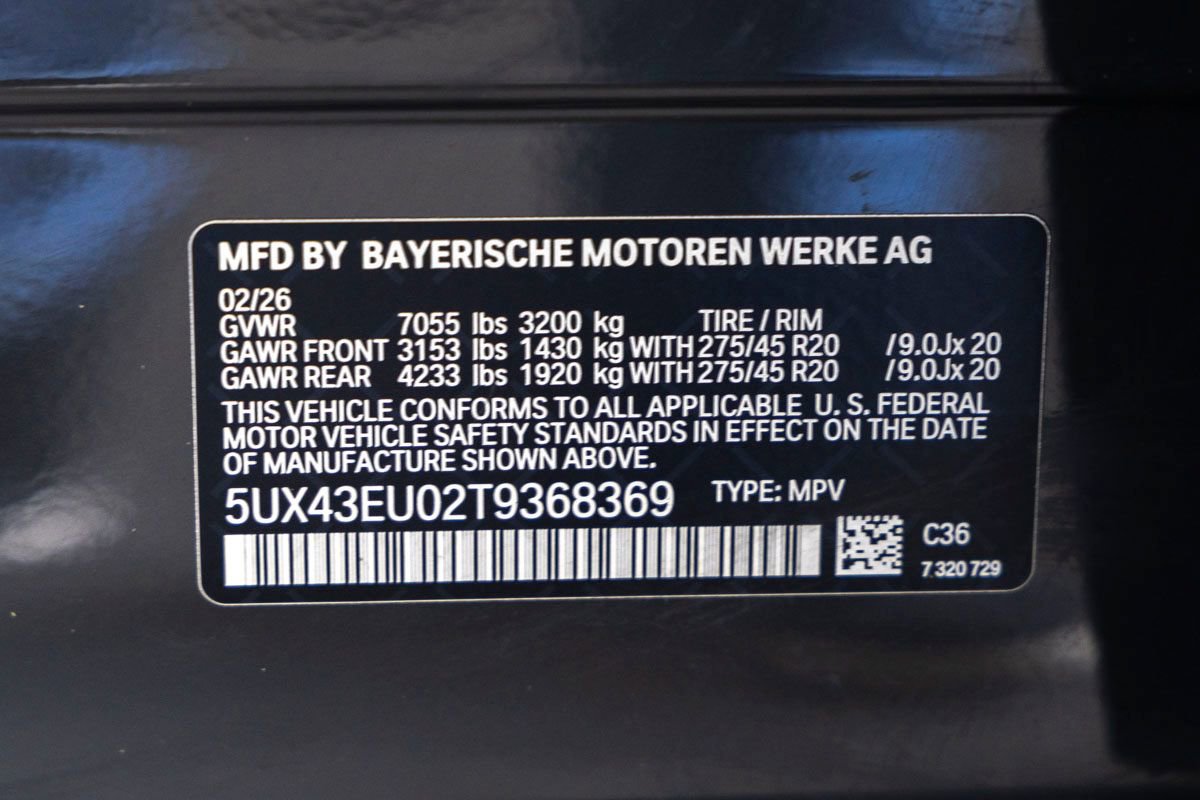 MFD BY BAYERISCHE MOTOREN WERKE AG
02/26
GVWR 7055 lbs 3200 kg TIRE / RIM
GAWR FRONT 3153 lbs 1430 kg WITH 275/45 R20 /9.0Jx 20
GAWR REAR 4233 lbs 1920 kg WITH 275/45 R20 /9.0Jx 20
THIS VEHICLE CONFORMS TO ALL APPLICABLE U. S. FEDERAL
MOTOR VEHICLE SAFETY STANDARDS IN EFFECT ON THE DATE
OF MANUFACTURE SHOWN ABOVE.
5UX43EU02T9368369 TYPE: MPV
C36
7 320 729